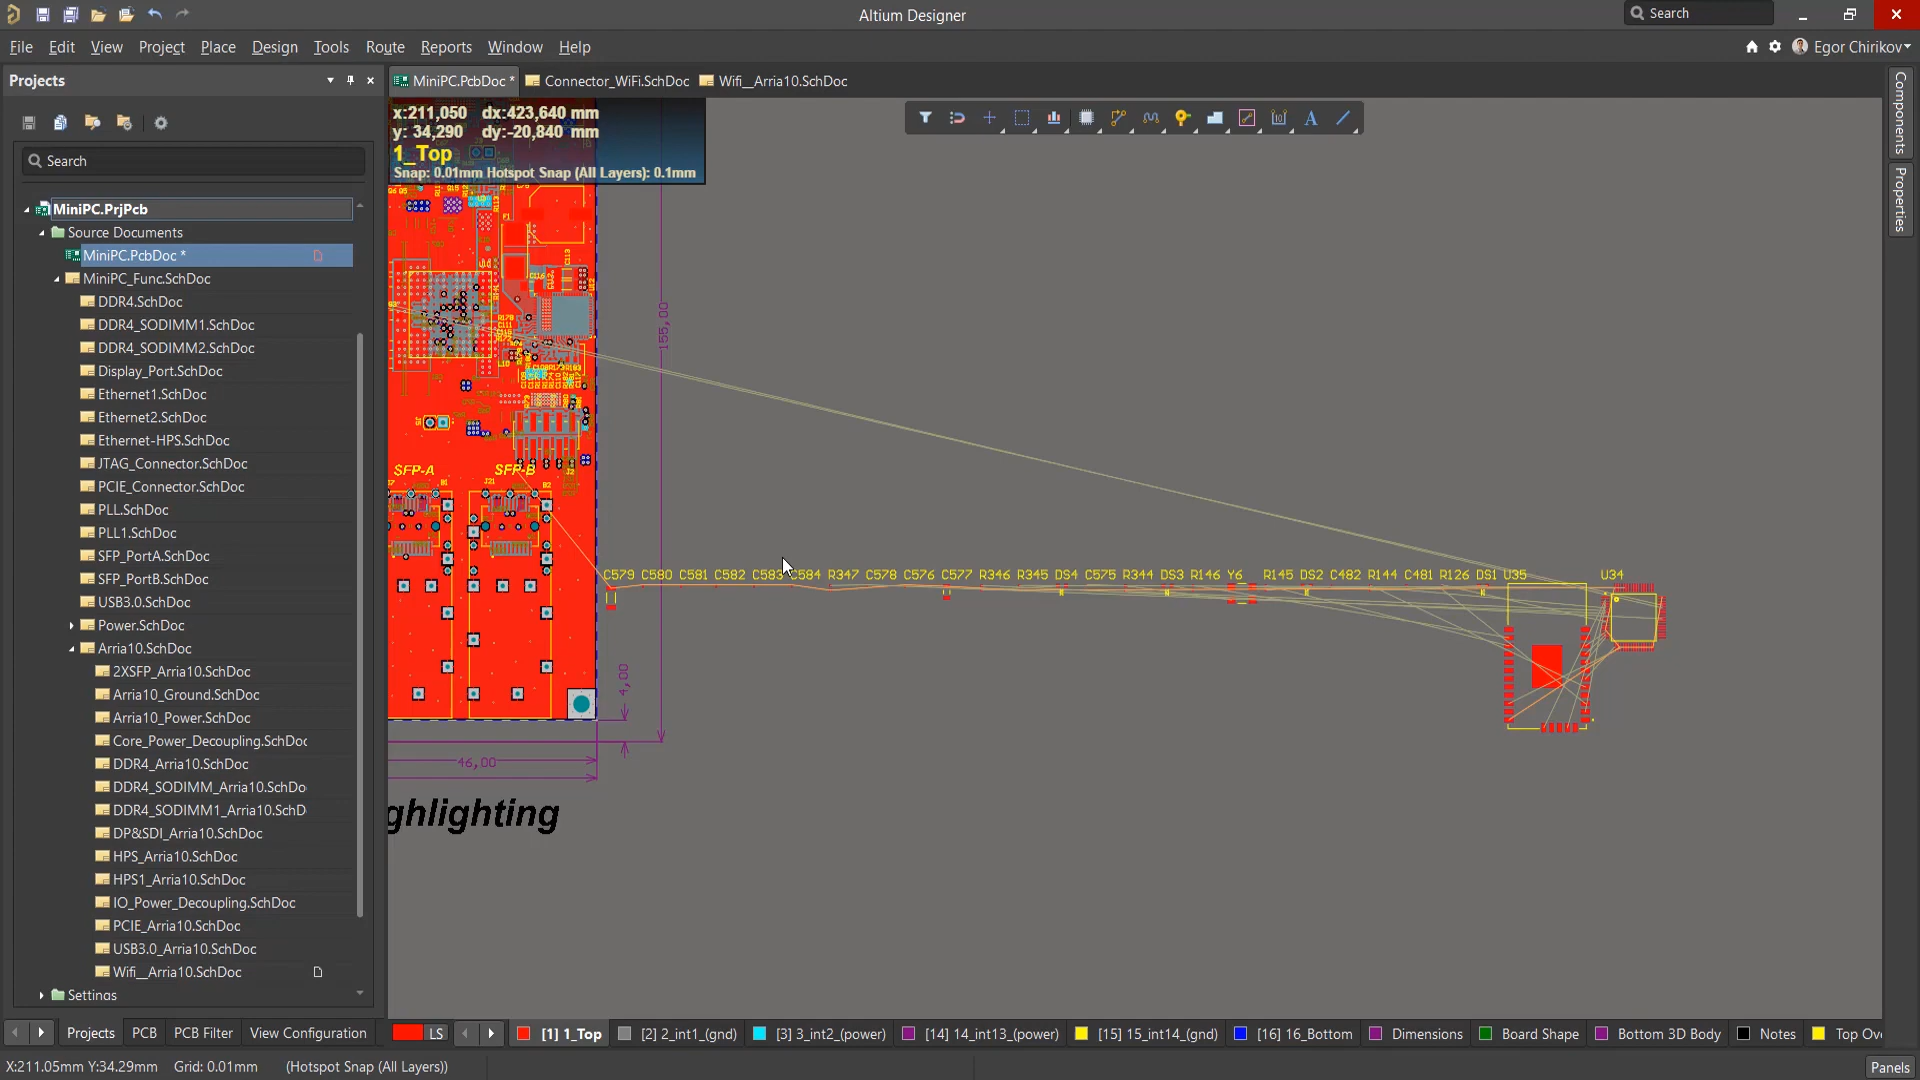 Altium Designer
Search
File Edit View Project Place Design Tools Route Reports Window Help
Egor Chirikov
Projects
MiniPC.PcbDoc * Connector_WiFi.SchDoc Wifi__Arria10.SchDoc
x:211,050 dx:423,640 mm
y: 34,290 dy:-20,840 mm
1_Top
Snap: 0.01mm Hotspot Snap (All Layers): 0.1mm
Search
MiniPC.PrjPcb
Source Documents
MiniPC.PcbDoc *
MiniPC_Func.SchDoc
DDR4.SchDoc
DDR4_SODIMM1.SchDoc
DDR4_SODIMM2.SchDoc
Display_Port.SchDoc
Ethernet1.SchDoc
Ethernet2.SchDoc
Ethernet-HPS.SchDoc
JTAG_Connector.SchDoc
PCIE_Connector.SchDoc
PLL.SchDoc
PLL1.SchDoc
SFP_PortA.SchDoc
SFP_PortB.SchDoc
USB3.0.SchDoc
Power.SchDoc
Arria10.SchDoc
2XSFP_Arria10.SchDoc
Arria10_Ground.SchDoc
Arria10_Power.SchDoc
Core_Power_Decoupling.SchDoc
DDR4_Arria10.SchDoc
DDR4_SODIMM_Arria10.SchDo
DDR4_SODIMM1_Arria10.SchD
DP&SDI_Arria10.SchDoc
HPS_Arria10.SchDoc
HPS1_Arria10.SchDoc
IO_Power_Decoupling.SchDoc
PCIE_Arria10.SchDoc
USB3.0_Arria10.SchDoc
Wifi__Arria10.SchDoc
Settings
155,00
SFP-A SFP-B
J21 B1 B2
C579 C580 C581 C582 C583 C584 R347 C578 C576 C577 R346 R345 DS4 C575 R344 DS3 R146 Y6 R145 DS2 C482 R144 C481 R126 DS1 U35 U34
4,00
46,00
ghlighting
Components
Properties
Projects PCB PCB Filter View Configuration
LS [1] 1_Top [2] 2_int1_(gnd) [3] 3_int2_(power) [14] 14_int13_(power) [15] 15_int14_(gnd) [16] 16_Bottom Dimensions Board Shape Bottom 3D Body Notes Top Ov
X:211.05mm Y:34.29mm Grid: 0.01mm (Hotspot Snap (All Layers))
Panels